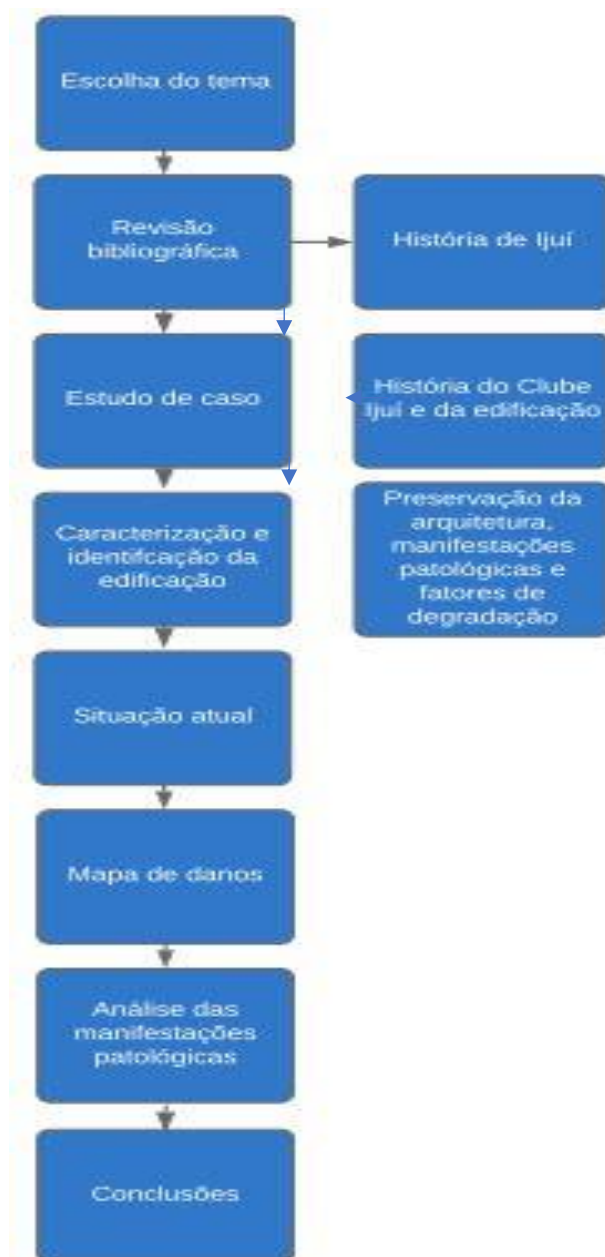 Escolha do tema
Revisão
bibliográfica
História de Ijuí
Estudo de caso
História do Clube
Ijuí e da edificação
Caracterização e
identifcação da
edificação
Preservação da
arquitetura,
manifestações
patológicas e
fatores de
degradação
Situação atual
Mapa de danos
Análise das
manifestações
patológicas
Conclusões